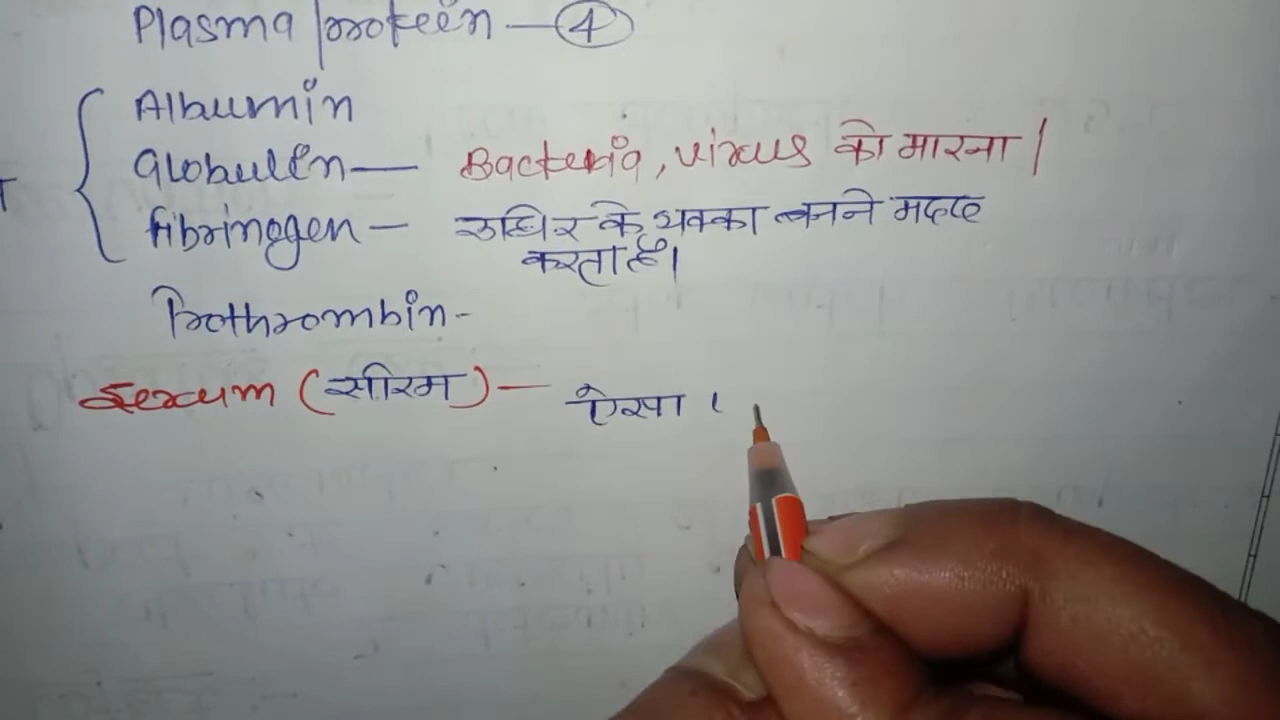 Plasma protein — 4
Albumin
Globulin — Bacteria, virus को मारना |
fibrinogen — रुधिर के थक्का बनने मदद
करता है।
Prothrombin -
Serum (सीरम) — ऐसा